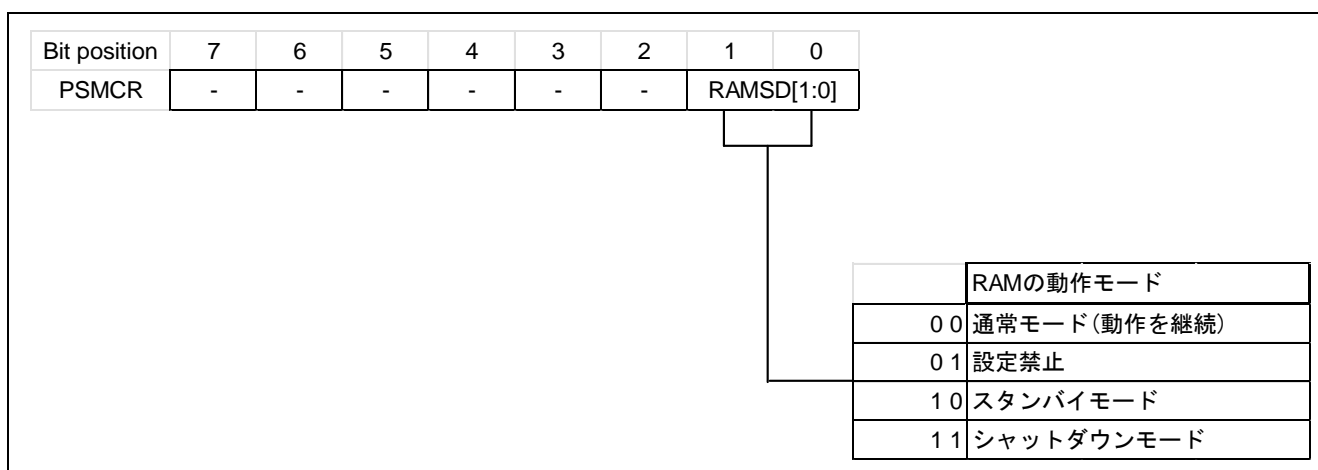 Bit position 7 6 5 4 3 2 1 0
PSMCR - - - - - - RAMSD[1:0]
RAMの動作モード
0 0 通常モード(動作を継続)
0 1 設定禁止
1 0 スタンバイモード
1 1 シャットダウンモード